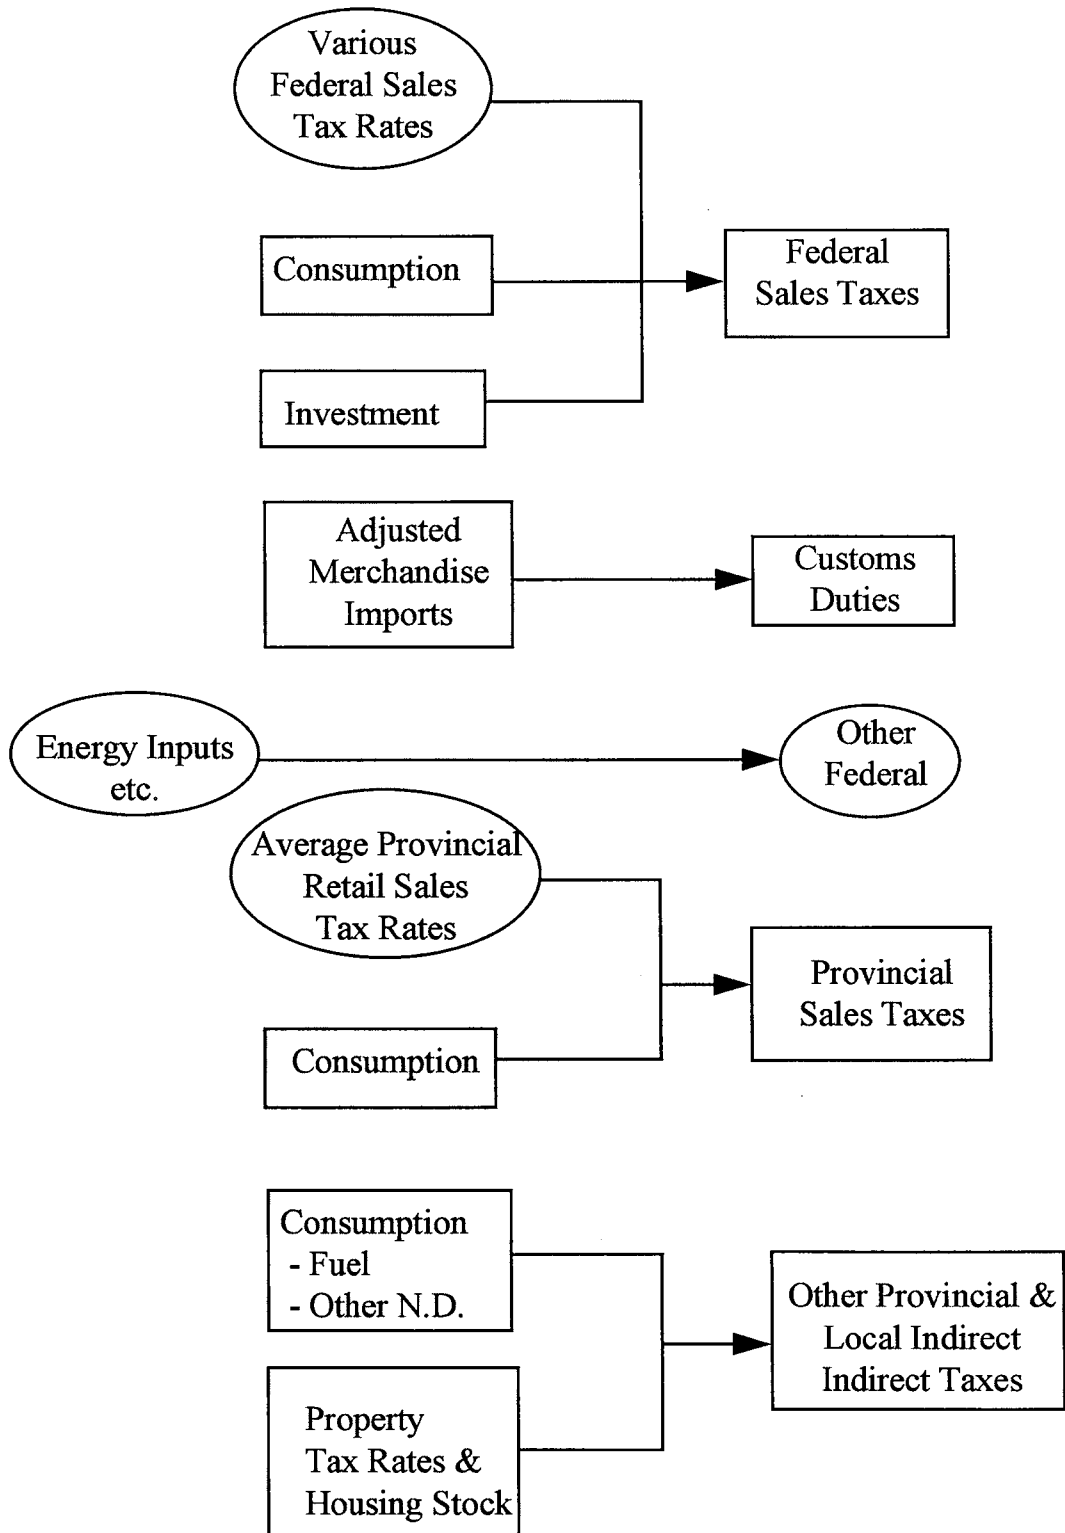 Various
Federal Sales
Tax Rates
Consumption
Federal
Sales Taxes
Investment
Adjusted
Merchandise
Imports
Customs
Duties
Energy Inputs
etc.
Other
Federal
Average Provincial
Retail Sales
Tax Rates
Provincial
Sales Taxes
Consumption
Consumption
- Fuel
- Other N.D.
Other Provincial &
Local Indirect
Indirect Taxes
Property
Tax Rates &
Housing Stock